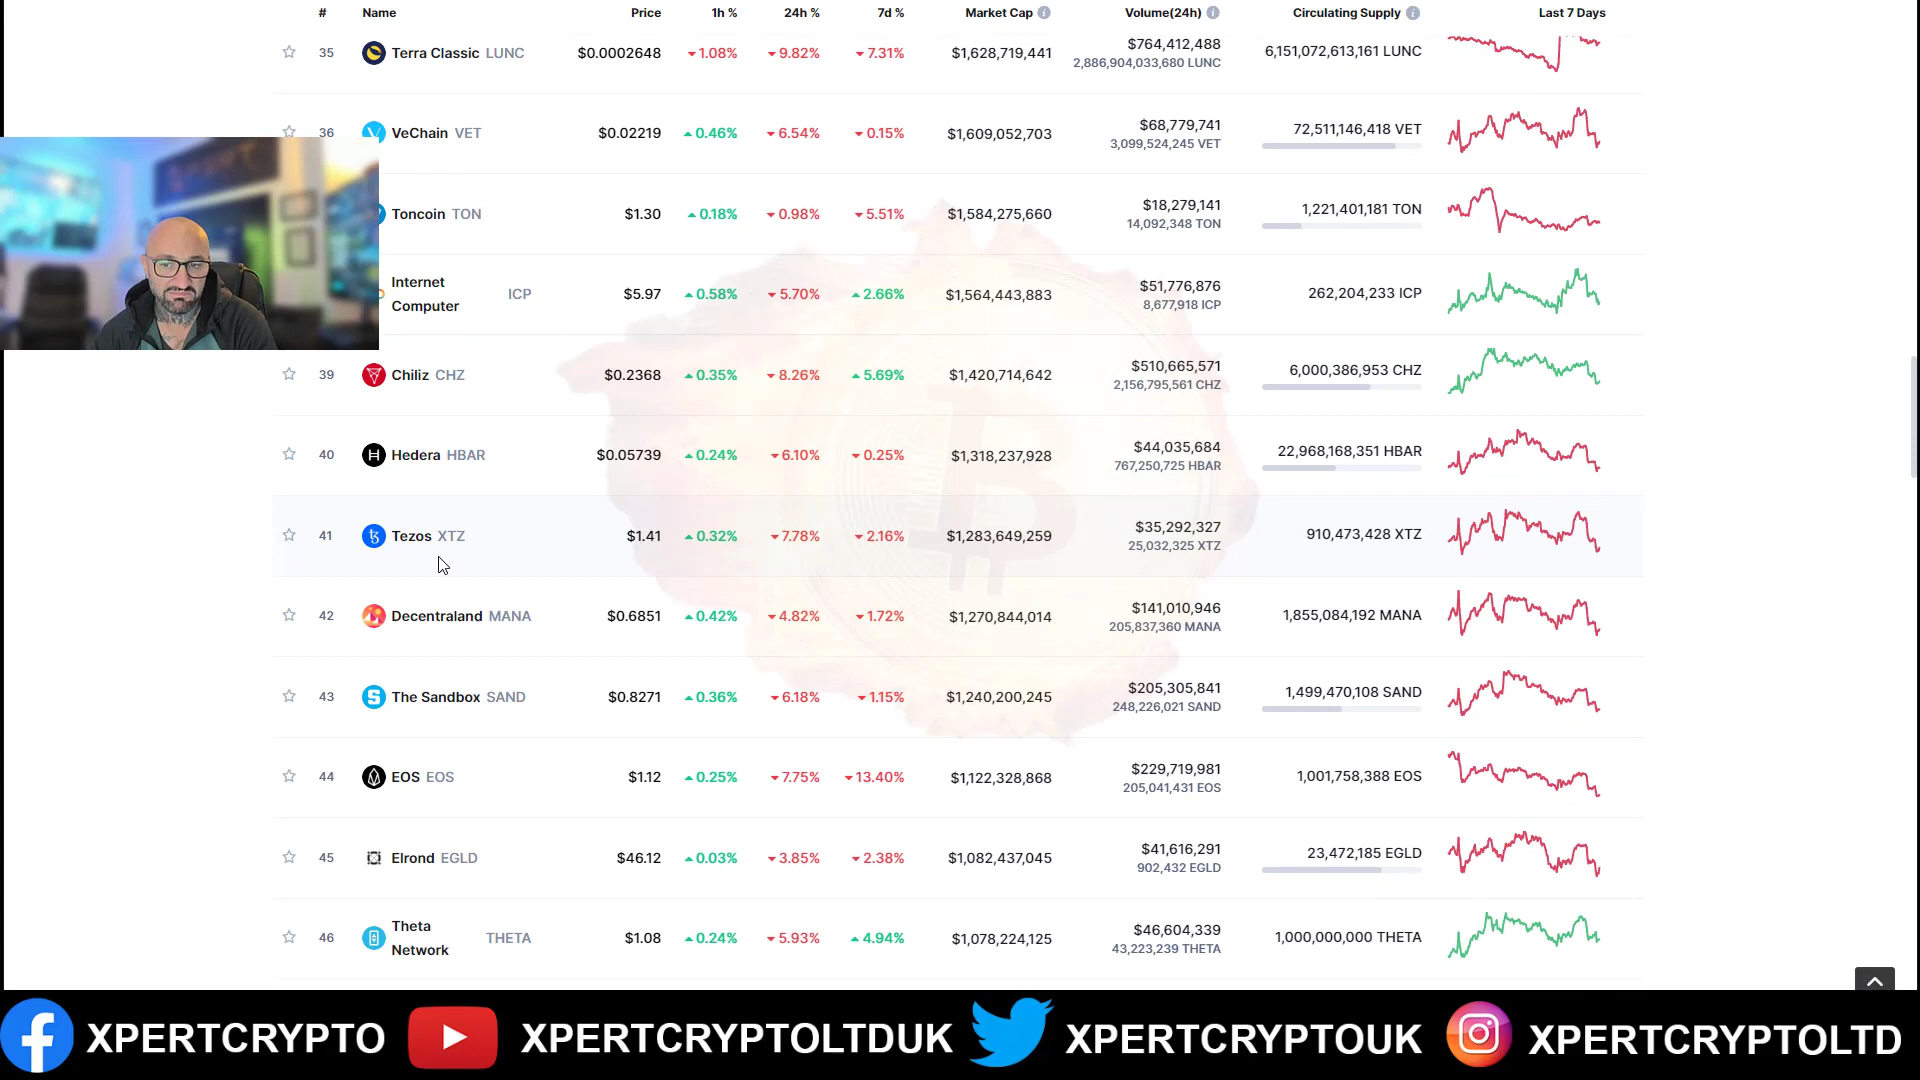 # Name Price 1h % 24h % 7d % Market Cap Volume(24h) Circulating Supply Last 7 Days
35 Terra Classic LUNC $0.0002648 1.08% 9.82% 7.31% $1,628,719,441 $764,412,488 6,151,072,613,161 LUNC
2,886,904,033,680 LUNC
36 VeChain VET $0.02219 0.46% 6.54% 0.15% $1,609,052,703 $68,779,741 72,511,146,418 VET
3,099,524,245 VET
Toncoin TON $1.30 0.18% 0.98% 5.51% $1,584,275,660 $18,279,141 1,221,401,181 TON
14,092,348 TON
Internet
Computer ICP $5.97 0.58% 5.70% 2.66% $1,564,443,883 $51,776,876 262,204,233 ICP
8,677,918 ICP
39 Chiliz CHZ $0.2368 0.35% 8.26% 5.69% $1,420,714,642 $510,665,571 6,000,386,953 CHZ
2,156,795,561 CHZ
40 Hedera HBAR $0.05739 0.24% 6.10% 0.25% $1,318,237,928 $44,035,684 22,968,168,351 HBAR
767,250,725 HBAR
41 Tezos XTZ $1.41 0.32% 7.78% 2.16% $1,283,649,259 $35,292,327 910,473,428 XTZ
25,032,325 XTZ
42 Decentraland MANA $0.6851 0.42% 4.82% 1.72% $1,270,844,014 $141,010,946 1,855,084,192 MANA
205,837,360 MANA
43 The Sandbox SAND $0.8271 0.36% 6.18% 1.15% $1,240,200,245 $205,305,841 1,499,470,108 SAND
248,226,021 SAND
44 EOS EOS $1.12 0.25% 7.75% 13.40% $1,122,328,868 $229,719,981 1,001,758,388 EOS
205,041,431 EOS
45 Elrond EGLD $46.12 0.03% 3.85% 2.38% $1,082,437,045 $41,616,291 23,472,185 EGLD
902,432 EGLD
46 Theta
Network THETA $1.08 0.24% 5.93% 4.94% $1,078,224,125 $46,604,339 1,000,000,000 THETA
43,223,239 THETA
XPERTCRYPTO XPERTCRYPTOLTDUK XPERTCRYPTOUK XPERTCRYPTOLTD